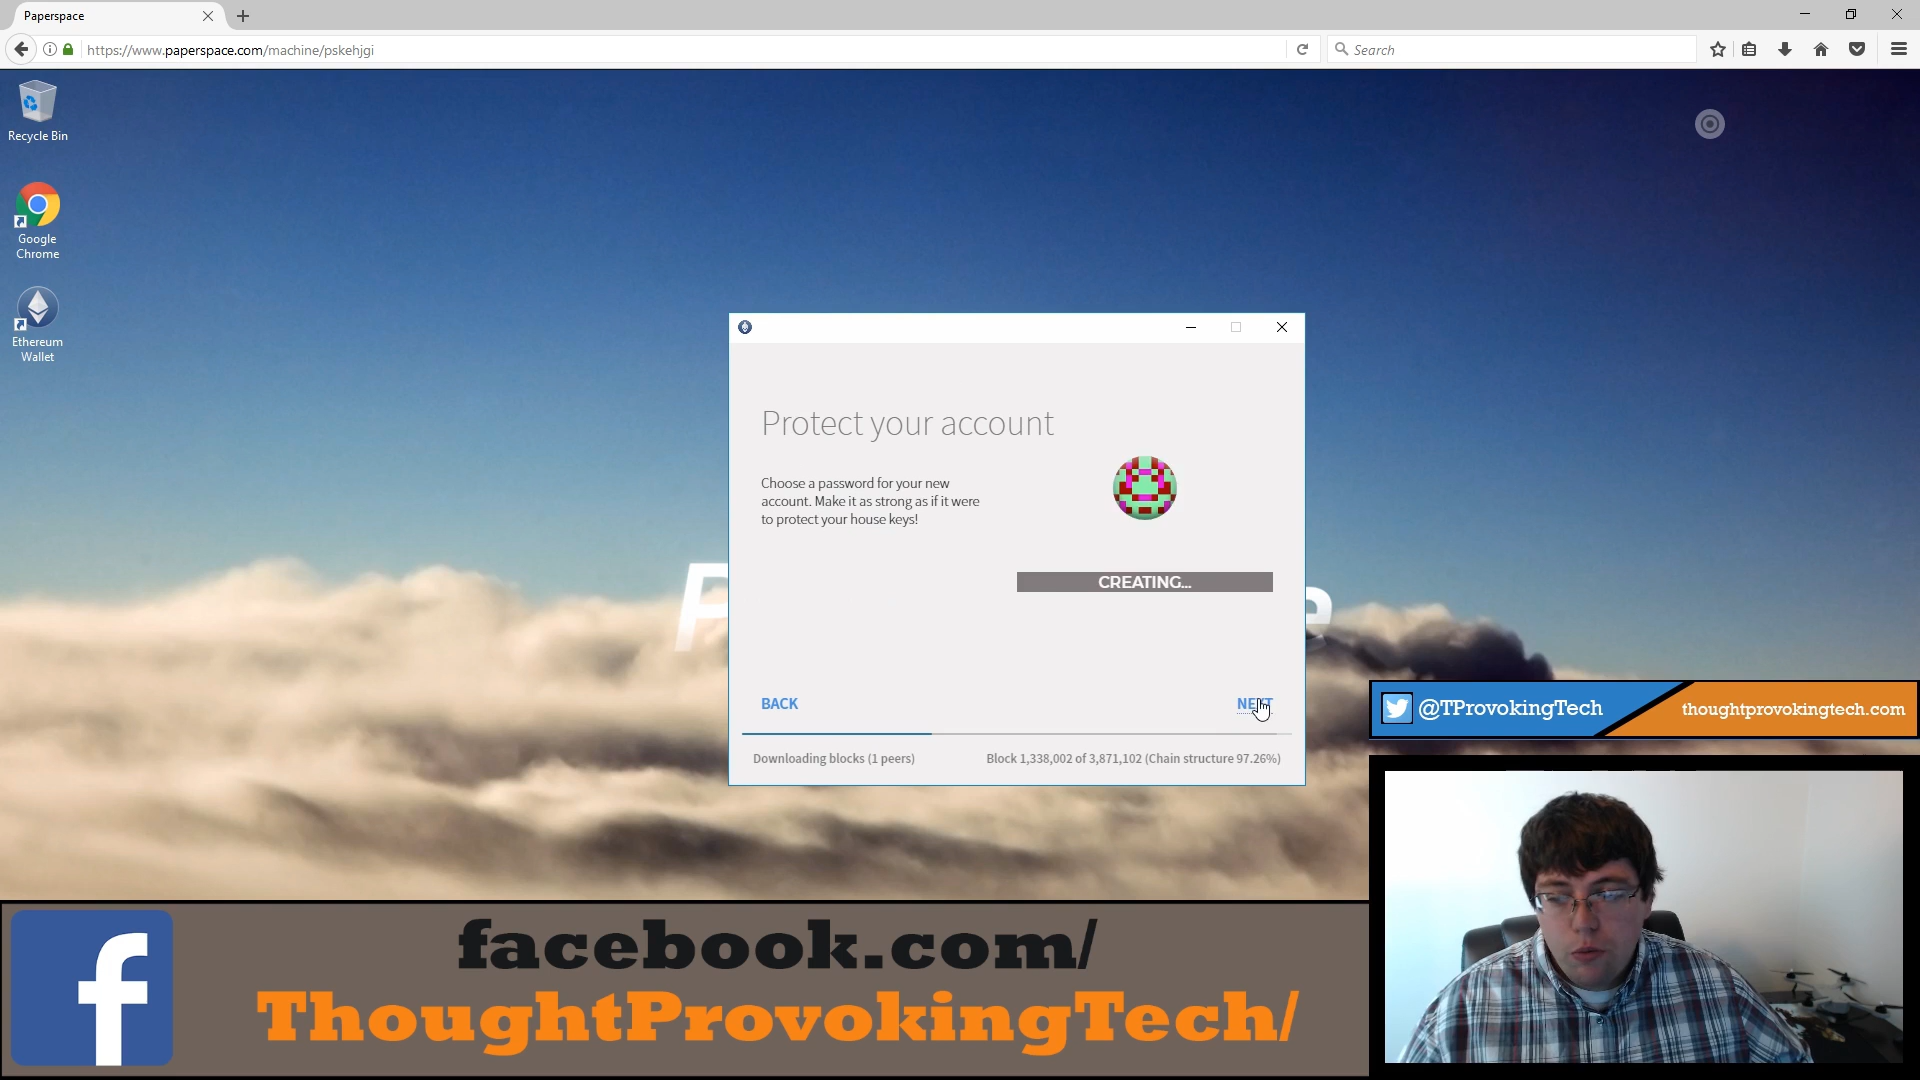 Paperspace
https://www.paperspace.com/machine/pskehjgi
Search
Recycle Bin
Google
Chrome
Ethereum
Wallet
Protect your account
Choose a password for your new
account. Make it as strong as if it were
to protect your house keys!
CREATING...
BACK
NEXT
Downloading blocks (1 peers)
Block 1,338,002 of 3,871,102 (Chain structure 97.26%)
@TProvokingTech
thoughtprovokingtech.com
facebook.com/
ThoughtProvokingTech/